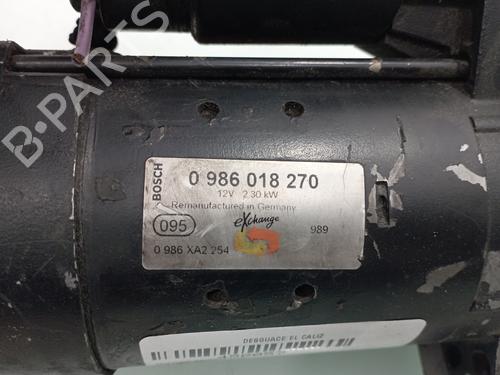 B-PARTS
BOSCH
0 986 018 270
12V 2.30 kW
Remanufactured in Germany
095
eXchange
989
0 986 XA2 254
DESGUACE EL CALIZ